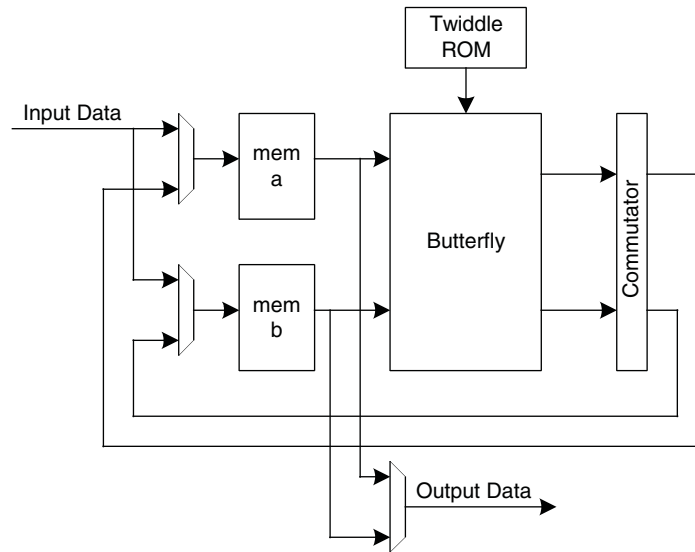 Twiddle
ROM
Input Data
mem
a
Butterfly
Commutator
mem
b
Output Data